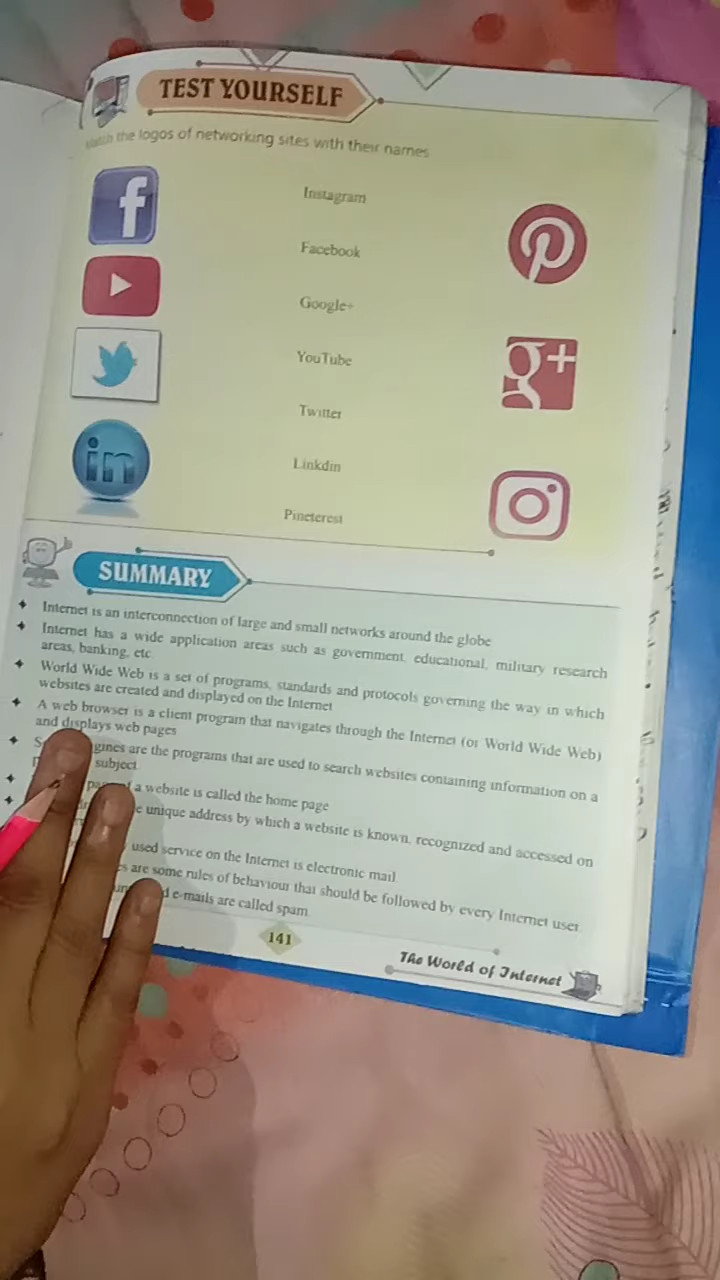 TEST YOURSELF
Match the logos of networking sites with their names
f
Instagram
Facebook
Google+
g+
YouTube
Twitter
in
Linkdin
Pineterest
SUMMARY
Internet is an interconnection of large and small networks around the globe
Internet has a wide application areas such as government, educational, military research
areas, banking, etc
World Wide Web is a set of programs, standards and protocols governing the way in which
websites are created and displayed on the Internet
A web browser is a client program that navigates through the Internet (or World Wide Web)
and displays web pages
are the programs that are used to search websites containing information on a
subject.
a website is called the home page
unique address by which a website is known, recognized and accessed on
used service on the Internet is electronic mail
are some rules of behaviour that should be followed by every Internet user
e-mails are called spam
141
The World of Internet